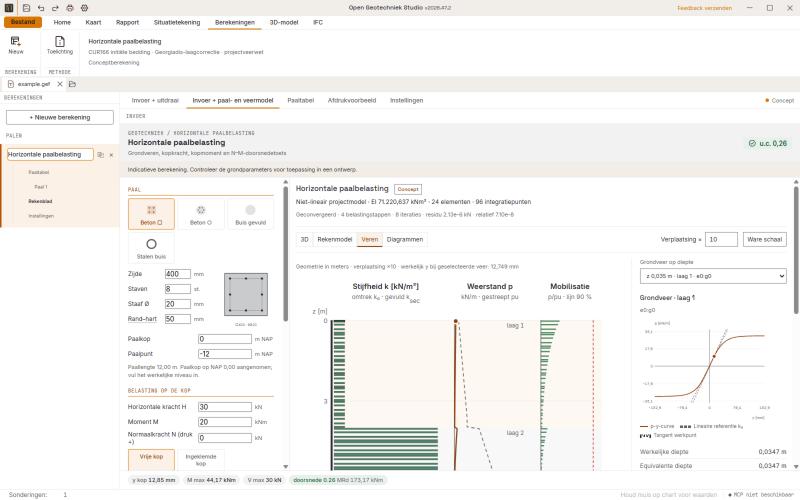 Open Geotechniek Studio v2026.47.2
Feedback verzenden
Bestand Home Kaart Rapport Situatietekening Berekeningen 3D-model IFC
Nieuw
Toelichting
BEREKENING METHODE
Horizontale paalbelasting
CUR166 initiële bedding · Georgiadis-laagcorrectie · projectveerwet
Conceptberekening
example.gef
BEREKENINGEN
+ Nieuwe berekening
PALEN
Horizontale paalbelasting
Paaltabel
Paal 1
Rekenblad
Instellingen
Invoer + uitdraai Invoer + paal- en veermodel Paaltabel Afdrukvoorbeeld Instellingen
Concept
INVOER
GEOTECHNIEK / HORIZONTALE PAALBELASTING
Horizontale paalbelasting
Grondveren, kopkracht, kopmoment en N-M-doorsnedetoets
u.c. 0,26
Indicatieve berekening. Controleer de grondparameters voor toepassing in een ontwerp.
PAAL
Beton □ Beton ○ Buis gevuld
Stalen buis
Zijde 400 mm
Staven 8 st.
Staaf Ø 20 mm
Rand-hart 50 mm
Paalkop 0 m NAP
Paalpunt -12 m NAP
Paallengte 12,00 m. Paalkop op NAP 0,00 aangenomen,
vul het werkelijke niveau in.
BELASTING OP DE KOP
Horizontale kracht H 30 kN
Moment M 20 kNm
Normaalkracht N (druk +) 0 kN
Vrije kop Ingeklemde kop
Horizontale paalbelasting Concept
Niet-lineair projectmodel · EI 71.220,637 kNm² · 24 elementen · 96 integratiepunten
Geconvergeerd · 4 belastingstappen · 8 iteraties · residu 2.13e-6 kN · relatief 7.10e-8
3D Rekenmodel Veren Diagrammen
Verplaatsing × 10 Ware schaal
Geometrie in meters · verplaatsing ×10 · werkelijk y bij geselecteerde veer: 12,749 mm
Stijfheid k [kN/m²]
omtrek k₀ · gevuld k_sec
Weerstand p
kN/m · gestreept pu
Mobilisatie
p/pu · lijn 90 %
z [m]
0
laag 1
3
laag 2
Grondveer op diepte
z 0,035 m · laag 1 · e0:g0
Grondveer · laag 1
e0:g0
p-y-curve Lineaire referentie k₀
Tangent werkpunt
Werkelijke diepte 0,0347 m
Equivalente diepte 0,0347 m
y kop 12,85 mm M max 44,17 kNm V max 30 kN doorsnede 0.26 MRd 173,17 kNm
Sonderingen: 1
Houd muis op chart voor waarden
MCP niet beschikbaar